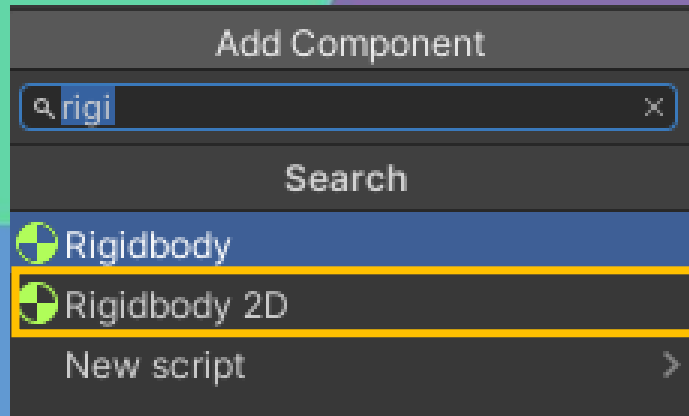 Add Component
rigi
Search
Rigidbody
Rigidbody 2D
New script